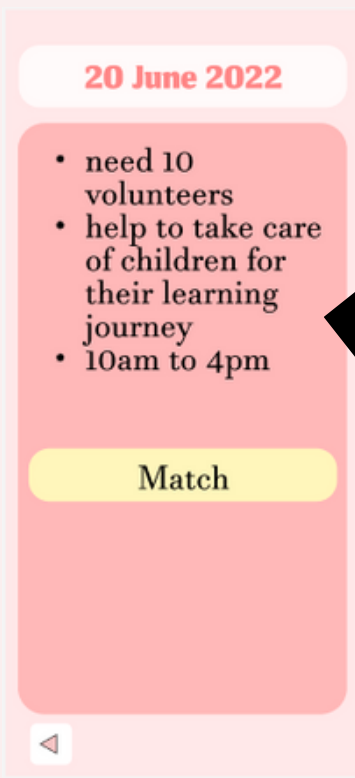 20 June 2022
• need 10
volunteers
• help to take care
of children for
their learning
journey
• 10am to 4pm
Match